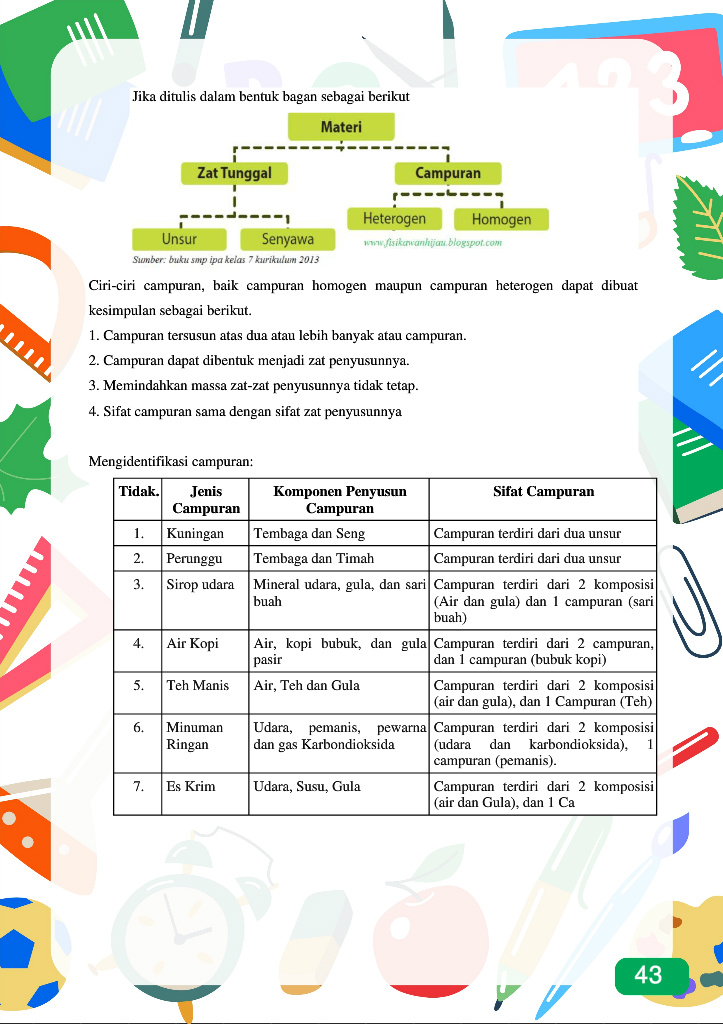 Jika ditulis dalam bentuk bagan sebagai berikut
Materi
Zat Tunggal
Campuran
Heterogen
Homogen
Unsur
Senyawa
www.fisikawanhijau.blogspot.com
Sumber: buku smp ipa kelas 7 kurikulum 2013
Ciri-ciri campuran, baik campuran homogen maupun campuran heterogen dapat dibuat
kesimpulan sebagai berikut.
1. Campuran tersusun atas dua atau lebih banyak atau campuran.
2. Campuran dapat dibentuk menjadi zat penyusunnya.
3. Memindahkan massa zat-zat penyusunnya tidak tetap.
4. Sifat campuran sama dengan sifat zat penyusunnya
Mengidentifikasi campuran:
Tidak. Jenis Campuran Komponen Penyusun Campuran Sifat Campuran
1. Kuningan Tembaga dan Seng Campuran terdiri dari dua unsur
2. Perunggu Tembaga dan Timah Campuran terdiri dari dua unsur
3. Sirop udara Mineral udara, gula, dan sari buah Campuran terdiri dari 2 komposisi (Air dan gula) dan 1 campuran (sari buah)
4. Air Kopi Air, kopi bubuk, dan gula pasir Campuran terdiri dari 2 campuran, dan 1 campuran (bubuk kopi)
5. Teh Manis Air, Teh dan Gula Campuran terdiri dari 2 komposisi (air dan gula), dan 1 Campuran (Teh)
6. Minuman Ringan Udara, pemanis, pewarna dan gas Karbondioksida Campuran terdiri dari 2 komposisi (udara dan karbondioksida), 1 campuran (pemanis).
7. Es Krim Udara, Susu, Gula Campuran terdiri dari 2 komposisi (air dan Gula), dan 1 Ca
43